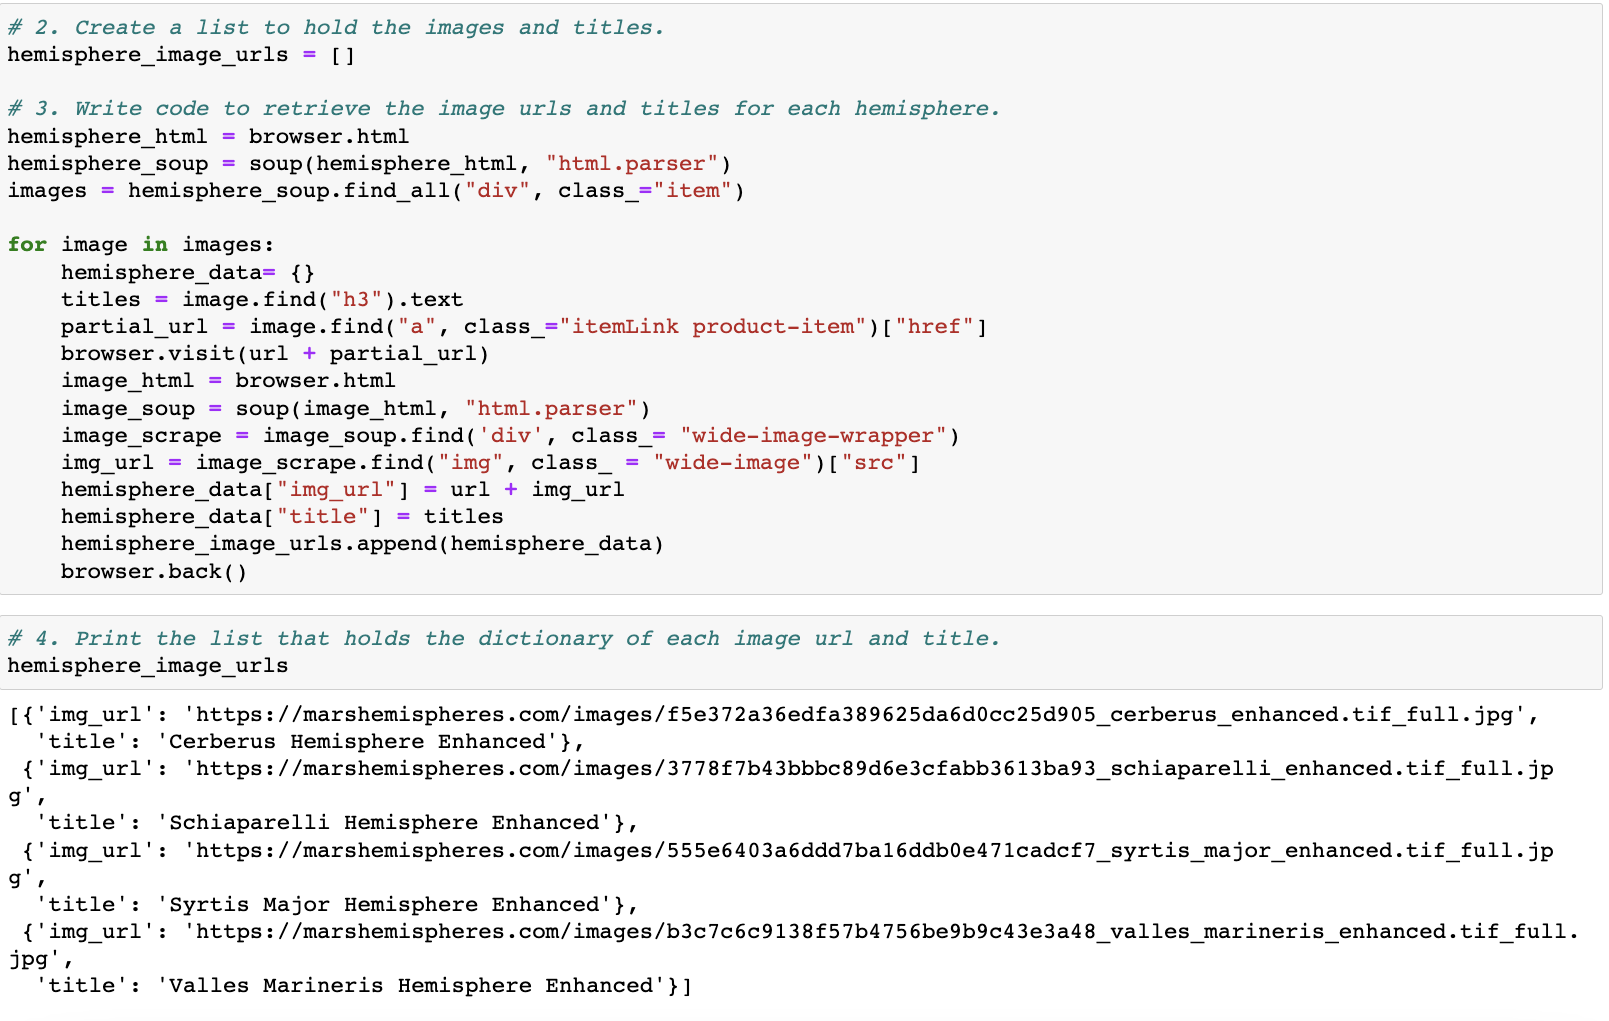 # 2. Create a list to hold the images and titles.
hemisphere_image_urls = []
# 3. Write code to retrieve the image urls and titles for each hemisphere.
hemisphere_html = browser.html
hemisphere_soup = soup(hemisphere_html, "html.parser")
images = hemisphere_soup.find_all("div", class_="item")
for image in images:
    hemisphere_data= {}
    titles = image.find("h3").text
    partial_url = image.find("a", class_="itemLink product-item")["href"]
    browser.visit(url + partial_url)
    image_html = browser.html
    image_soup = soup(image_html, "html.parser")
    image_scrape = image_soup.find('div', class_= "wide-image-wrapper")
    img_url = image_scrape.find("img", class_ = "wide-image")["src"]
    hemisphere_data["img_url"] = url + img_url
    hemisphere_data["title"] = titles
    hemisphere_image_urls.append(hemisphere_data)
    browser.back()
# 4. Print the list that holds the dictionary of each image url and title.
hemisphere_image_urls
[{'img_url': 'https://marshemispheres.com/images/f5e372a36edfa389625da6d0cc25d905_cerberus_enhanced.tif_full.jpg',
  'title': 'Cerberus Hemisphere Enhanced'},
 {'img_url': 'https://marshemispheres.com/images/3778f7b43bbbc89d6e3cfabb3613ba93_schiaparelli_enhanced.tif_full.jp
g',
  'title': 'Schiaparelli Hemisphere Enhanced'},
 {'img_url': 'https://marshemispheres.com/images/555e6403a6ddd7ba16ddb0e471cadcf7_syrtis_major_enhanced.tif_full.jp
g',
  'title': 'Syrtis Major Hemisphere Enhanced'},
 {'img_url': 'https://marshemispheres.com/images/b3c7c6c9138f57b4756be9b9c43e3a48_valles_marineris_enhanced.tif_full.
jpg',
  'title': 'Valles Marineris Hemisphere Enhanced'}]